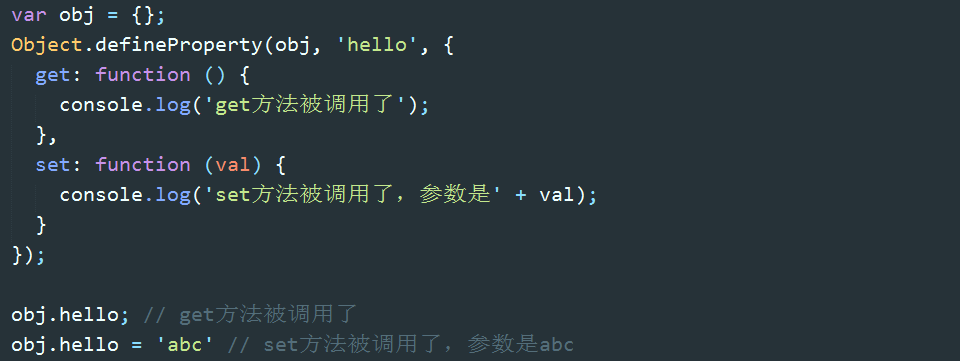 var obj = {};
Object.defineProperty(obj, 'hello', {
  get: function () {
    console.log('get方法被调用了');
  },
  set: function (val) {
    console.log('set方法被调用了，参数是' + val);
  }
});

obj.hello; // get方法被调用了
obj.hello = 'abc' // set方法被调用了，参数是abc